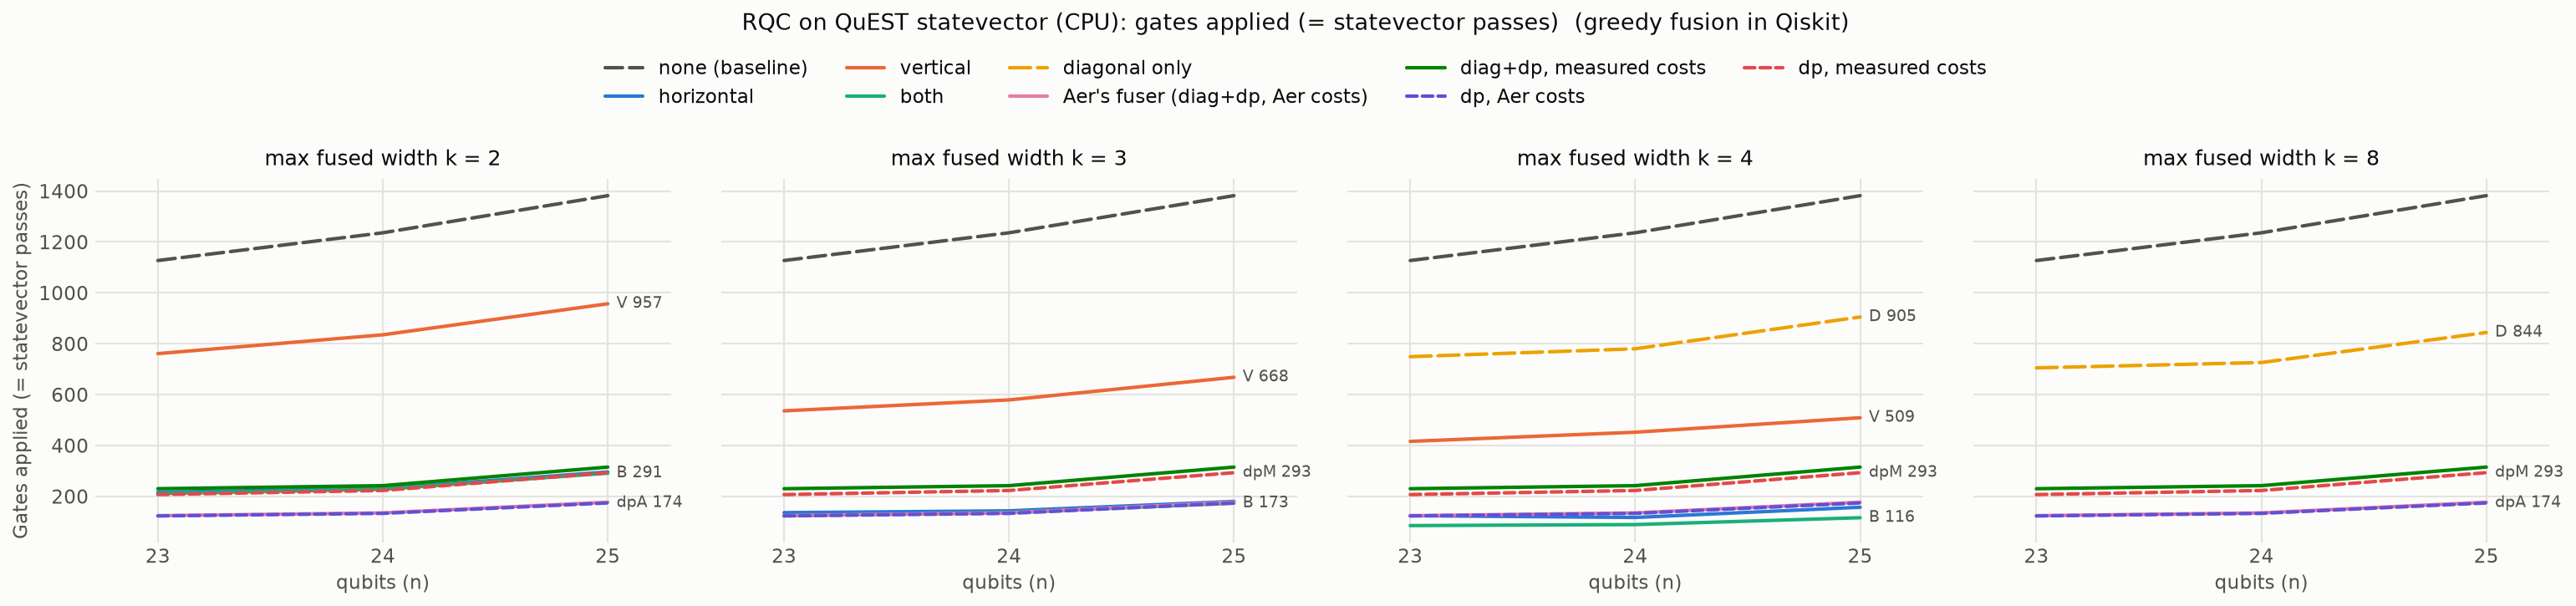 RQC on QuEST statevector (CPU): gates applied (= statevector passes)  (greedy fusion in Qiskit)
none (baseline)
horizontal
vertical
both
diagonal only
Aer's fuser (diag+dp, Aer costs)
diag+dp, measured costs
dp, Aer costs
dp, measured costs
Gates applied (= statevector passes)
max fused width k = 2
1400
1200
1000
800
600
400
200
V 957
B 291
dpA 174
23 24 25
qubits (n)
max fused width k = 3
V 668
dpM 293
B 173
23 24 25
qubits (n)
max fused width k = 4
D 905
V 509
dpM 293
B 116
23 24 25
qubits (n)
max fused width k = 8
D 844
dpM 293
dpA 174
23 24 25
qubits (n)